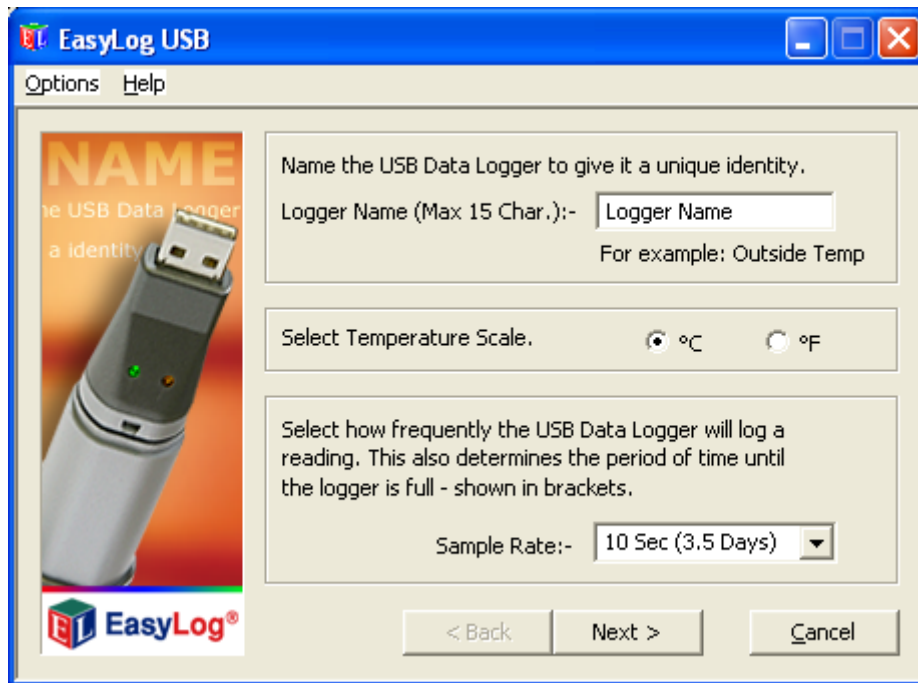 EasyLog USB
Options Help
NAME
he USB Data Logger
a identity
Name the USB Data Logger to give it a unique identity.
Logger Name (Max 15 Char.):- Logger Name
For example: Outside Temp
Select Temperature Scale. °C °F
Select how frequently the USB Data Logger will log a
reading. This also determines the period of time until
the logger is full - shown in brackets.
Sample Rate:- 10 Sec (3.5 Days)
EL EasyLog®
< Back Next > Cancel